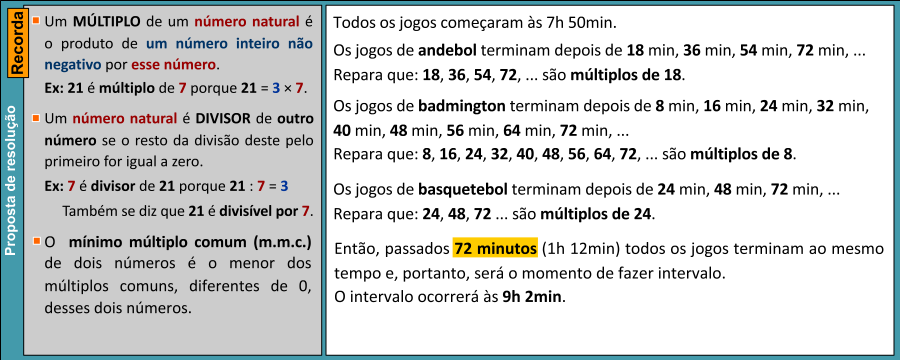 Recorda
Proposta de resolução
Um MÚLTIPLO de um número natural é
o produto de um número inteiro não
negativo por esse número.
Ex: 21 é múltiplo de 7 porque 21 = 3 × 7.
Um número natural é DIVISOR de outro
número se o resto da divisão deste pelo
primeiro for igual a zero.
Ex: 7 é divisor de 21 porque 21 : 7 = 3
Também se diz que 21 é divisível por 7.
O mínimo múltiplo comum (m.m.c.)
de dois números é o menor dos
múltiplos comuns, diferentes de 0,
desses dois números.
Todos os jogos começaram às 7h 50min.
Os jogos de andebol terminam depois de 18 min, 36 min, 54 min, 72 min, ...
Repara que: 18, 36, 54, 72, ... são múltiplos de 18.
Os jogos de badmington terminam depois de 8 min, 16 min, 24 min, 32 min,
40 min, 48 min, 56 min, 64 min, 72 min, ...
Repara que: 8, 16, 24, 32, 40, 48, 56, 64, 72, ... são múltiplos de 8.
Os jogos de basquetebol terminam depois de 24 min, 48 min, 72 min, ...
Repara que: 24, 48, 72 ... são múltiplos de 24.
Então, passados 72 minutos (1h 12min) todos os jogos terminam ao mesmo
tempo e, portanto, será o momento de fazer intervalo.
O intervalo ocorrerá às 9h 2min.